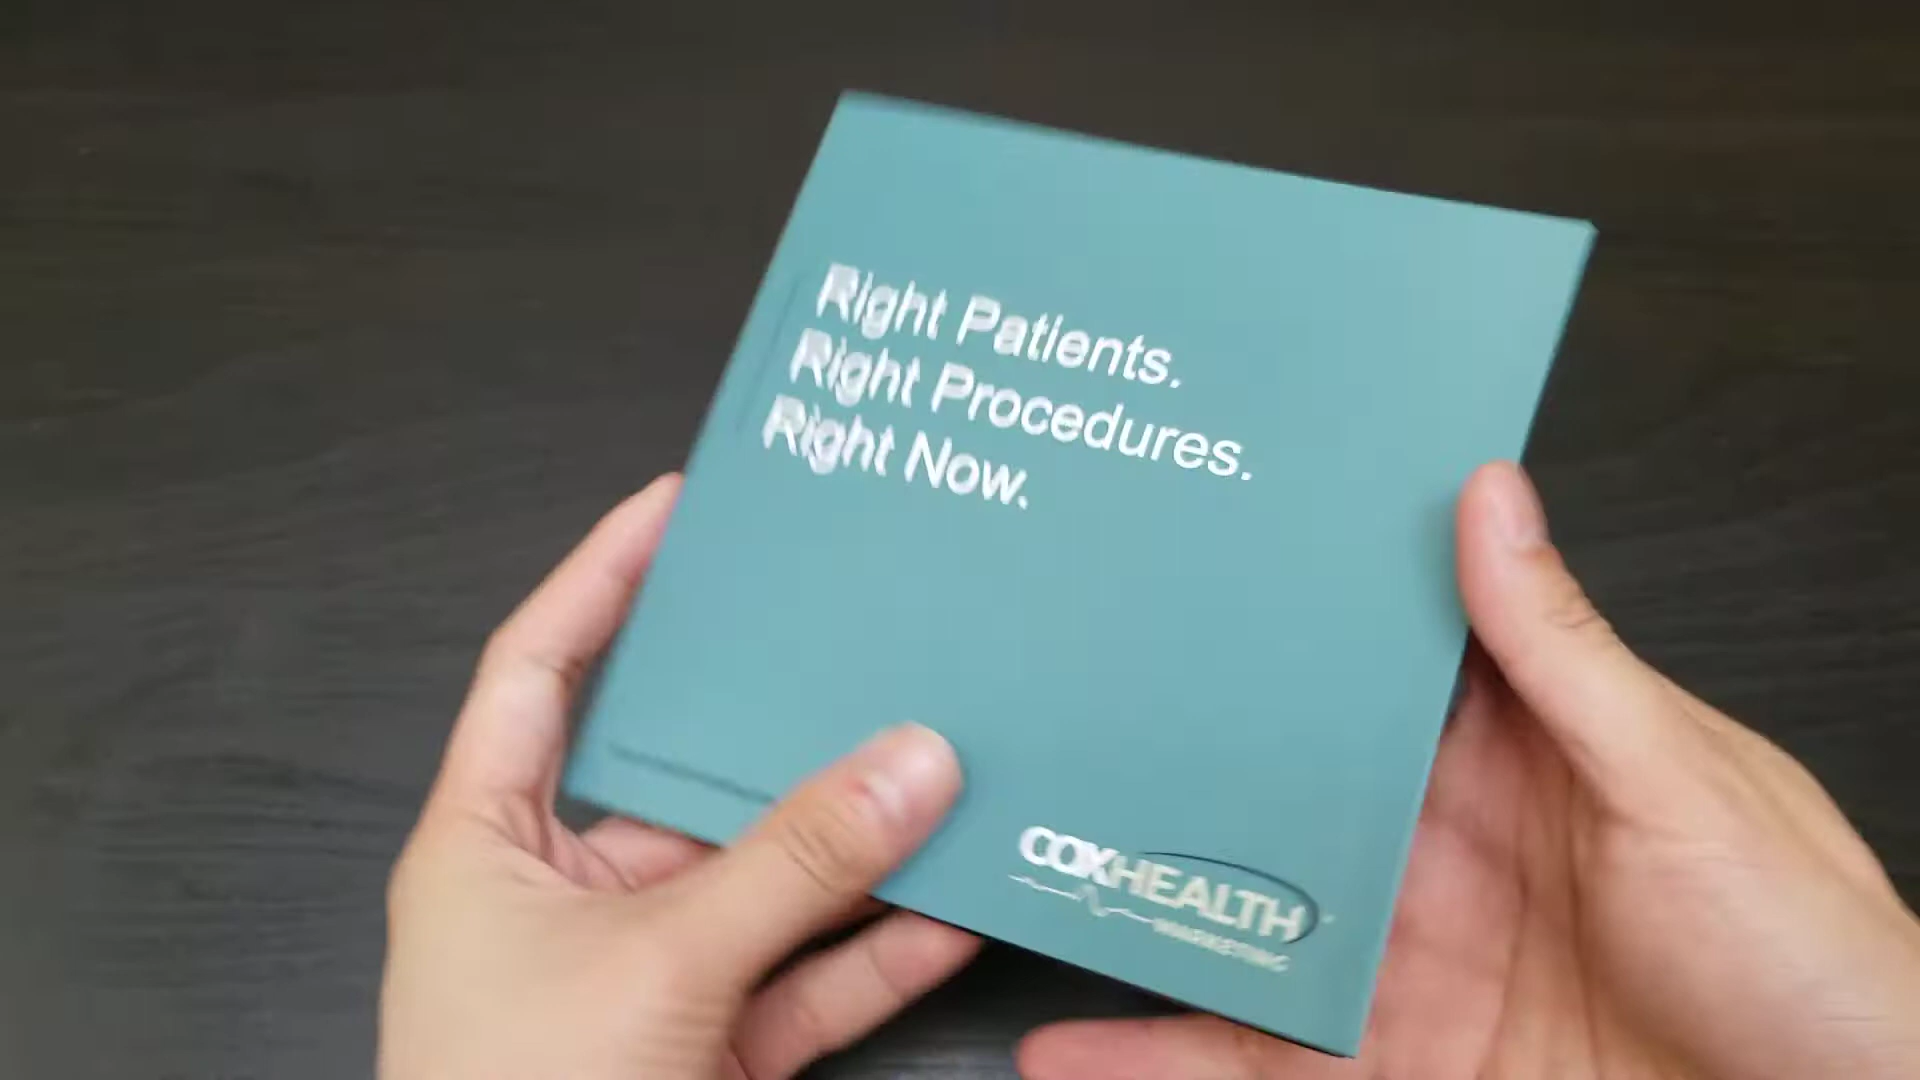 Right Patients.
Right Procedures.
Right Now.
COXHEALTH
MARKETING